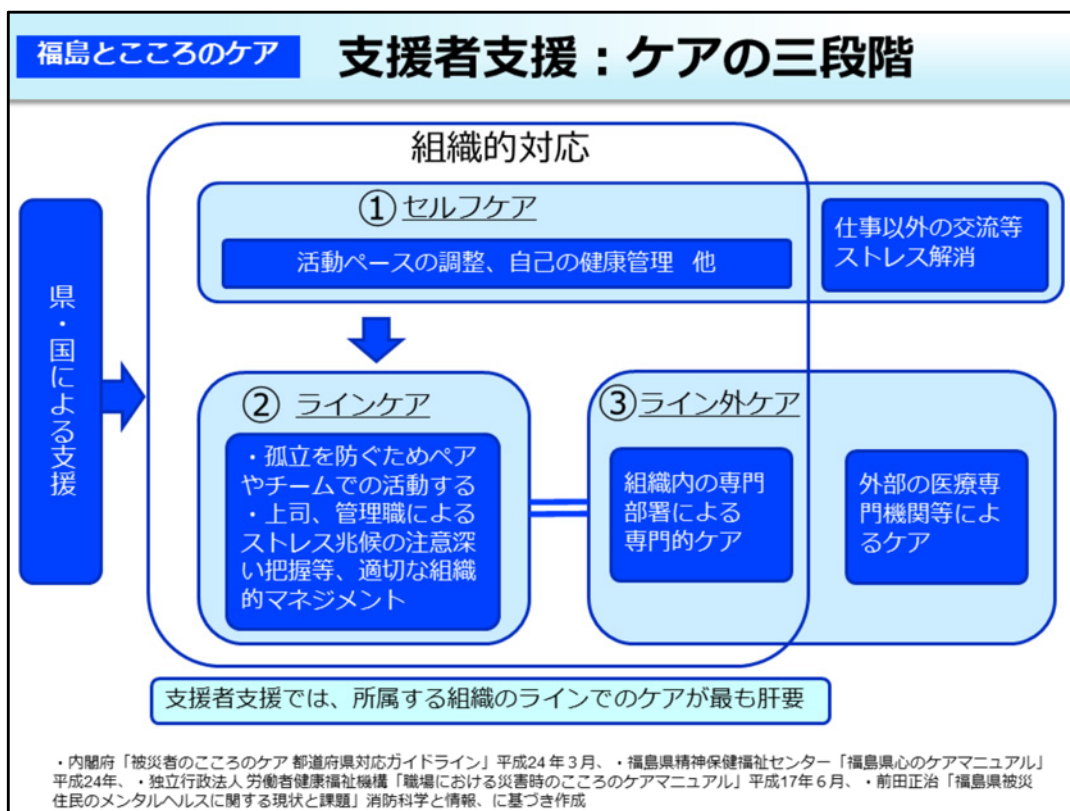 福島とこころのケア
支援者支援：ケアの三段階
組織的対応
①セルフケア
活動ペースの調整、自己の健康管理 他
仕事以外の交流等
ストレス解消
県・国による支援
② ラインケア
・孤立を防ぐためペア
やチームでの活動する
・上司、管理職による
ストレス兆候の注意深
い把握等、適切な組織
的マネジメント
③ライン外ケア
組織内の専門
部署による
専門的ケア
外部の医療専
門機関等によ
るケア
支援者支援では、所属する組織のラインでのケアが最も肝要
・内閣府「被災者のこころのケア 都道府県対応ガイドライン」平成24年３月、・福島県精神保健福祉センター「福島県心のケアマニュアル」
平成24年、・独立行政法人 労働者健康福祉機構「職場における災害時のこころのケアマニュアル」平成17年６月、・前田正治「福島県被災
住民のメンタルヘルスに関する現状と課題」消防科学と情報、に基づき作成